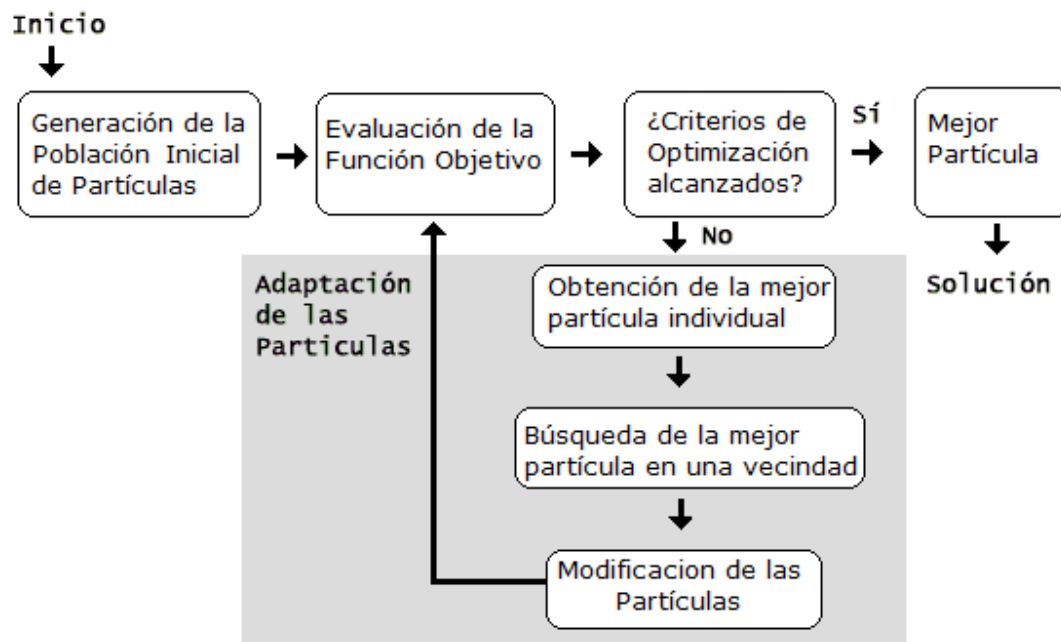 Inicio
Generación de la
Población Inicial
de Partículas
Evaluación de la
Función Objetivo
¿Criterios de
Optimización
alcanzados?
Sí
Mejor
Partícula
No
Solución
Adaptación
de las
Particulas
Obtención de la mejor
partícula individual
Búsqueda de la mejor
partícula en una vecindad
Modificacion de las
Partículas